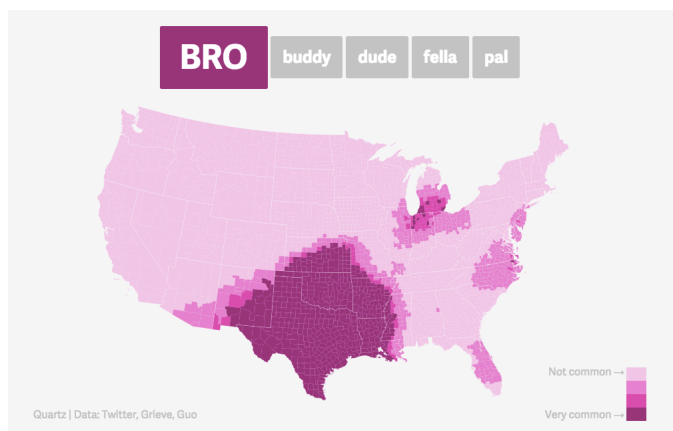 BRO buddy dude fella pal
Not common →
Very common →
Quartz | Data: Twitter, Grieve, Guo